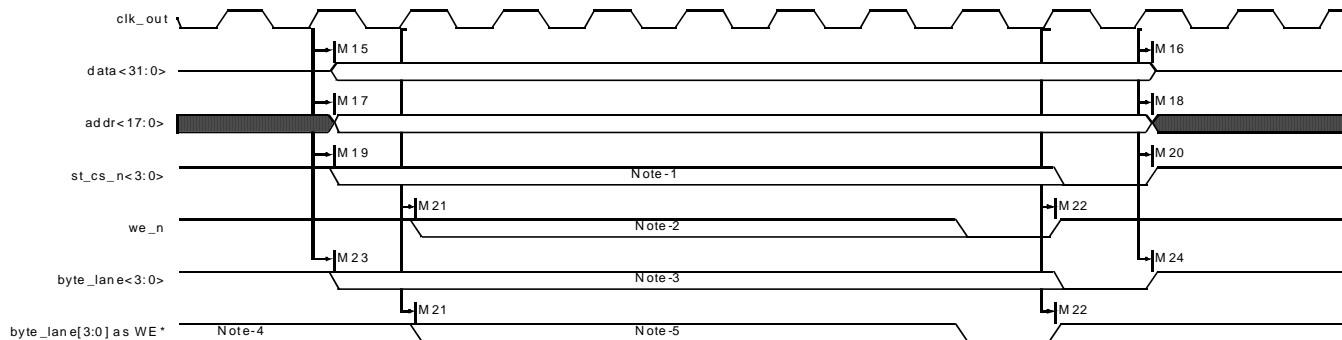 clk_out
M15 M16
data<31:0>
M17 M18
addr<17:0>
M19 M20
st_cs_n<3:0> Note-1
M21 M22
we_n Note-2
M23 M24
byte_lane<3:0> Note-3
M21 M22
byte_lane[3:0] as WE* Note-4 Note-5